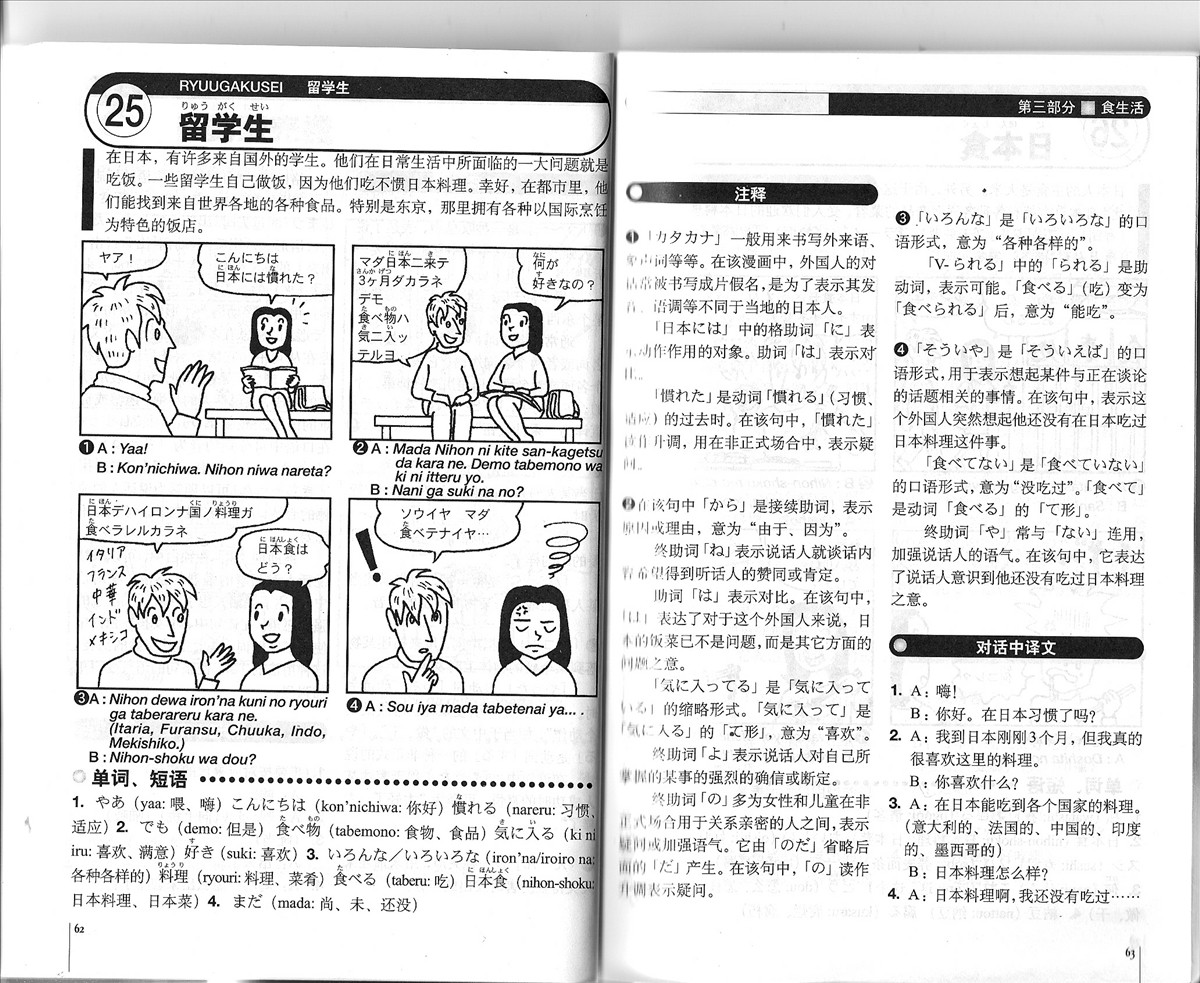 RYUUGAKUSEI 留学生
25
りゅう がく せい
留学生
在日本，有许多来自国外的学生。他们在日常生活中所面临的一大问题就是
吃饭。一些留学生自己做饭，因为他们吃不惯日本料理。幸好，在都市里，他
们能找到来自世界各地的各种食品。特别是东京，那里拥有各种以国际烹饪
为特色的饭店。
ヤア！
こんにちは
日本には慣れた？
マダ日本二来テ
3ヶ月ダカラネ
デモ
食べ物ハ
気二入ッ
テルヨ
何が
好きなの？
❶ A : Yaa!
B : Kon'nichiwa. Nihon niwa nareta?
❷ A : Mada Nihon ni kite san-kagetsu
da kara ne. Demo tabemono wa
ki ni itteru yo.
B : Nani ga suki na no?
日本デハイロンナ国ノ料理ガ
食ベラレルカラネ
イタリア
フランス
中華
インド
メキシコ
日本食は
どう？
ソウイヤ マダ
食ベテナイヤ…
❸ A : Nihon dewa iron'na kuni no ryouri
ga taberareru kara ne.
(Itaria, Furansu, Chuuka, Indo,
Mekishiko.)
B : Nihon-shoku wa dou?
❹ A : Sou iya mada tabetenai ya... .
单词、短语
1. やあ（yaa: 喂、嗨）こんにちは（kon'nichiwa: 你好）慣れる（nareru: 习惯、
适应）2. でも（demo: 但是）食べ物（tabemono: 食物、食品）気に入る（ki ni
iru: 喜欢、满意）好き（suki: 喜欢）3. いろんな／いろいろな（iron'na/iroiro na:
各种各样的）料理（ryouri: 料理、菜肴）食べる（taberu: 吃）日本食（nihon-shoku:
日本料理、日本菜）4. まだ（mada: 尚、未、还没）
62
第三部分 食生活
注释
❶「カタカナ」一般用来书写外来语、
声词等等。在该漫画中，外国人的对
被书写成片假名，是为了表示其发
语调等不同于当地的日本人。
「日本には」中的格助词「に」表
动作作用的对象。助词「は」表示对
「慣れた」是动词「慣れる」（习惯、
适应）的过去时。在该句中，「慣れた」
升调，用在非正式场合中，表示疑
在该句中「から」是接续助词，表示
原因或理由，意为“由于、因为”。
终助词「ね」表示说话人就谈话内
希望得到听话人的赞同或肯定。
助词「は」表示对比。在该句中，
表达了对于这个外国人来说，日
本的饭菜已不是问题，而是其它方面的
问题之意。
「気に入ってる」是「気に入って
いる」的缩略形式。「気に入って」是
「気に入る」的「て形」，意为“喜欢”。
终助词「よ」表示说话人对自己所
掌握的某事的强烈的确信或断定。
终助词「の」多为女性和儿童在非
正式场合用于关系亲密的人之间，表示
疑问或加强语气。它由「のだ」省略后
面的「だ」产生。在该句中，「の」读作
升调表示疑问。
❸「いろんな」是「いろいろな」的口
语形式，意为“各种各样的”。
「V- られる」中的「られる」是助
动词，表示可能。「食べる」（吃）变为
「食べられる」后，意为“能吃”。
❹「そういや」是「そういえば」的口
语形式，用于表示想起某件与正在谈论
的话题相关的事情。在该句中，表示这
个外国人突然想起他还没有在日本吃过
日本料理这件事。
「食べてない」是「食べていない」
的口语形式，意为“没吃过”。「食べて」
是动词「食べる」的「て形」。
终助词「や」常与「ない」连用，
加强说话人的语气。在该句中，它表达
了说话人意识到他还没有吃过日本料理
之意。
对话中译文
1. A：嗨！
B：你好。在日本习惯了吗？
2. A：我到日本刚刚3个月，但我真的
很喜欢这里的料理。
B：你喜欢什么？
3. A：在日本能吃到各个国家的料理。
（意大利的、法国的、中国的、印度
的、墨西哥的）
B：日本料理怎么样？
4. A：日本料理啊，我还没有吃过……
63